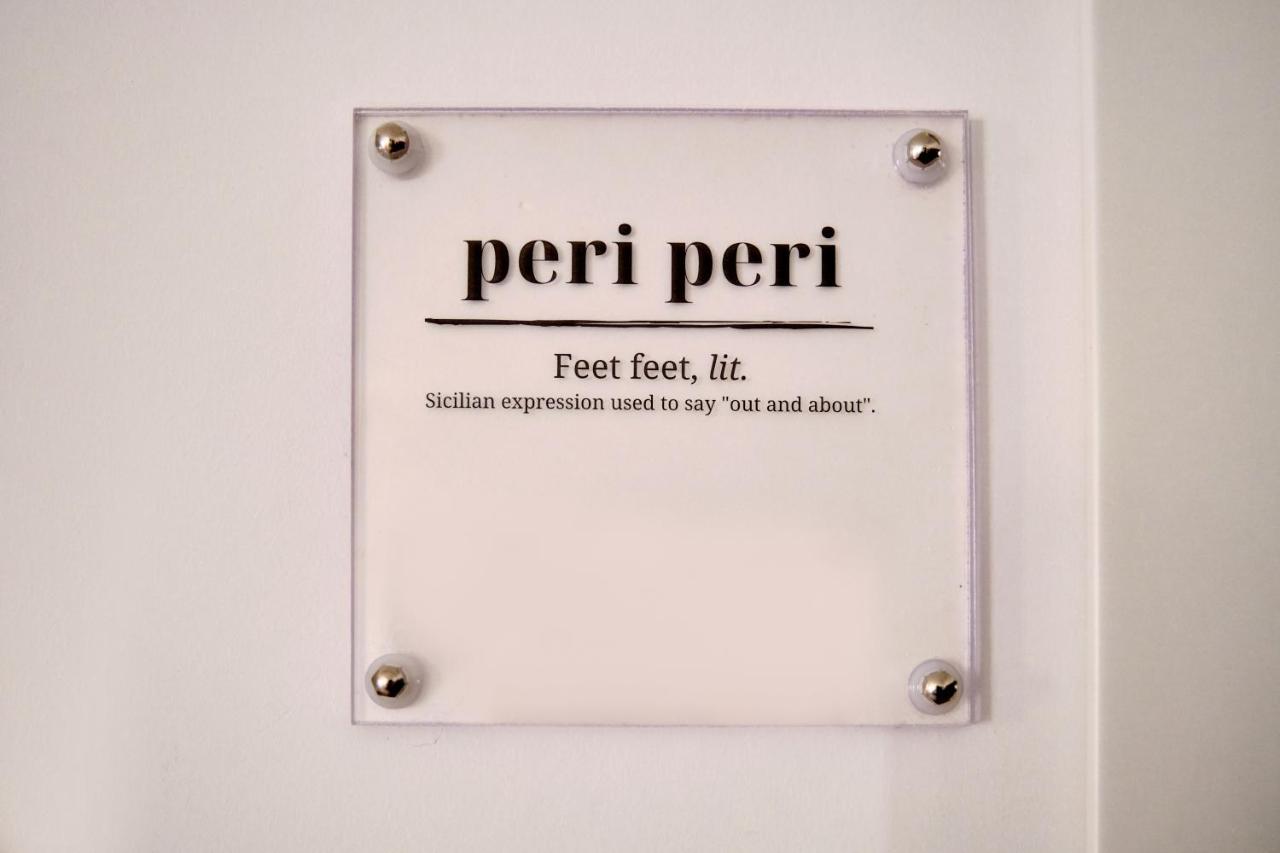 peri peri
Feet feet, lit.
Sicilian expression used to say "out and about".